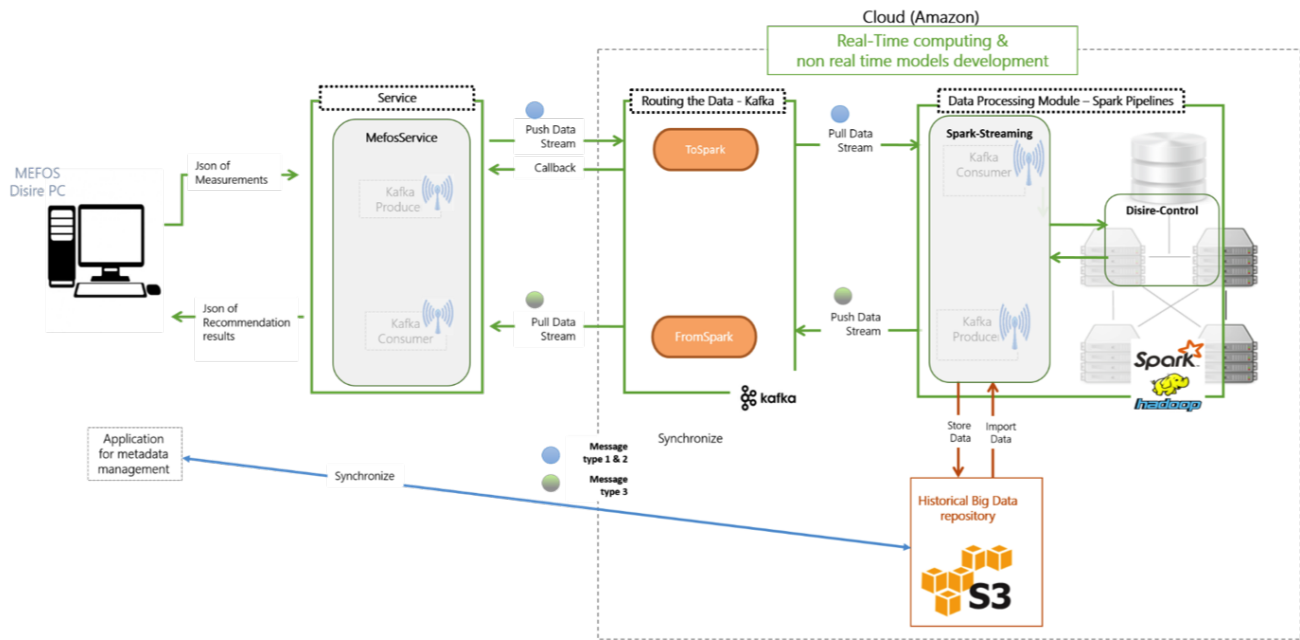 Cloud (Amazon)
Real-Time computing &
non real time models development
Service
Routing the Data - Kafka
Data Processing Module – Spark Pipelines
MefosService
Push Data
Stream
Callback
ToSpark
Pull Data
Stream
Spark-Streaming
Kafka
Consumer
MEFOS
Disire PC
Json of
Measurements
Kafka
Produce
Disire-Control
Json of
Recommendation
results
Kafka
Consumer
Pull Data
Stream
FromSpark
Push Data
Stream
Kafka
Produce
Spark
hadoop
kafka
Application
for metadata
management
Synchronize
Message
type 1 & 2
Message
type 3
Synchronize
Store
Data
Import
Data
Historical Big Data
repository
S3